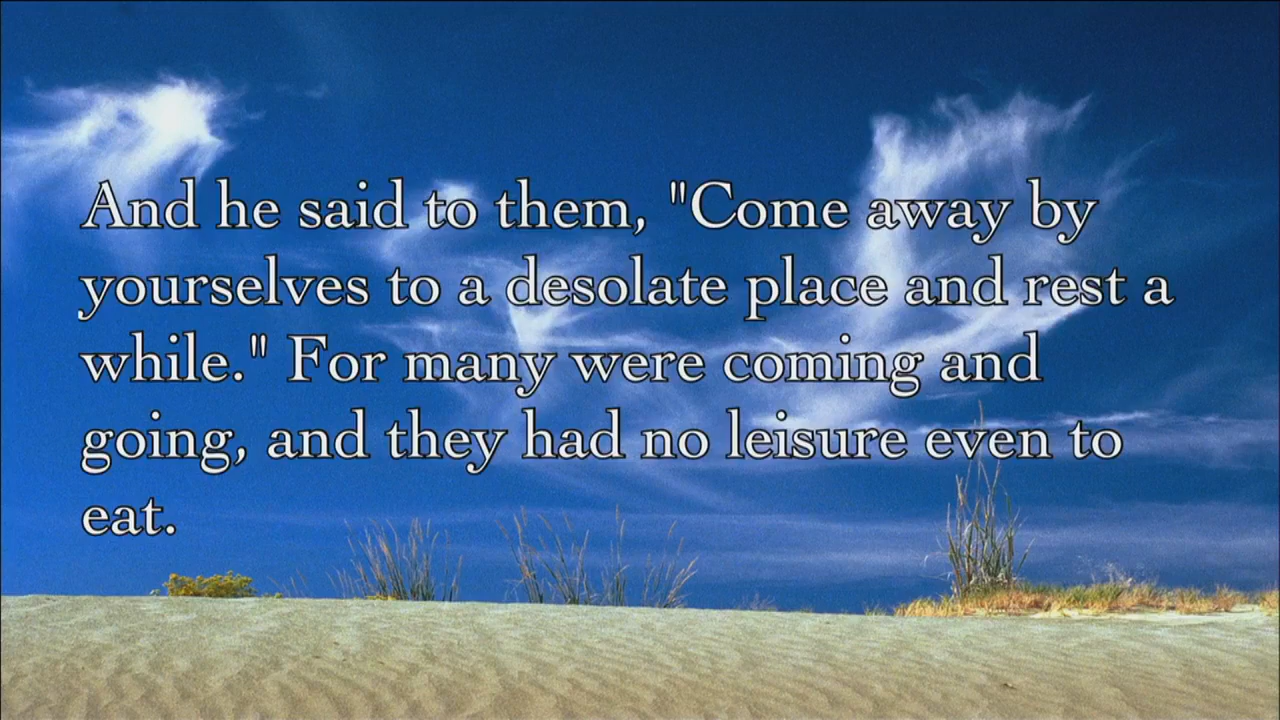 And he said to them, "Come away by
yourselves to a desolate place and rest a
while." For many were coming and
going, and they had no leisure even to
eat.